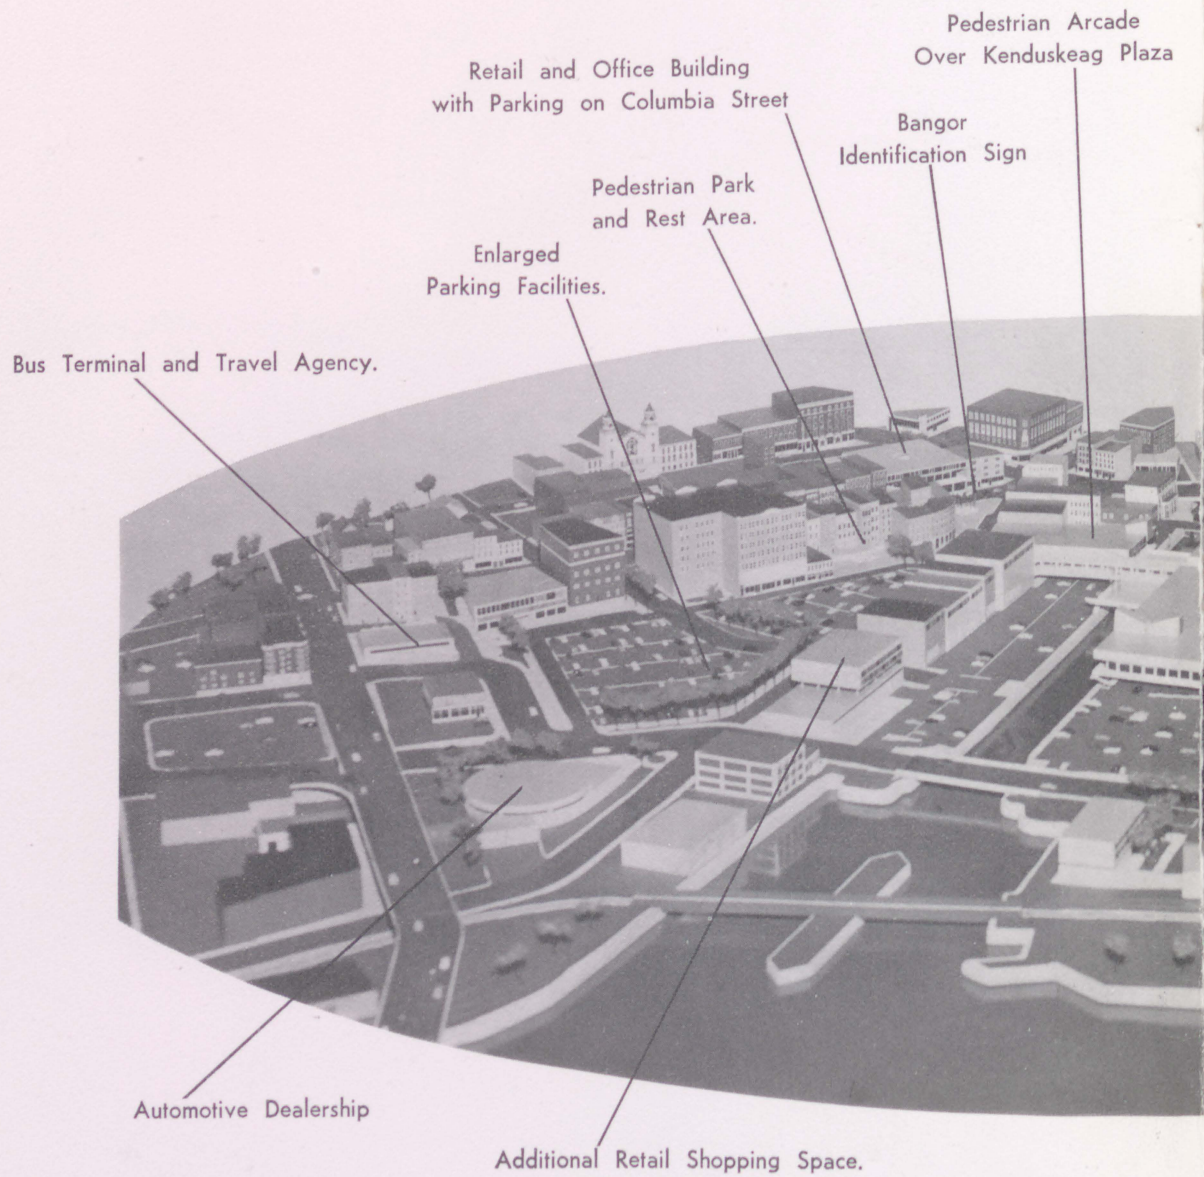 Pedestrian Arcade
Over Kenduskeag Plaza
Retail and Office Building
with Parking on Columbia Street
Bangor
Identification Sign
Pedestrian Park
and Rest Area.
Enlarged
Parking Facilities.
Bus Terminal and Travel Agency.
Automotive Dealership
Additional Retail Shopping Space.